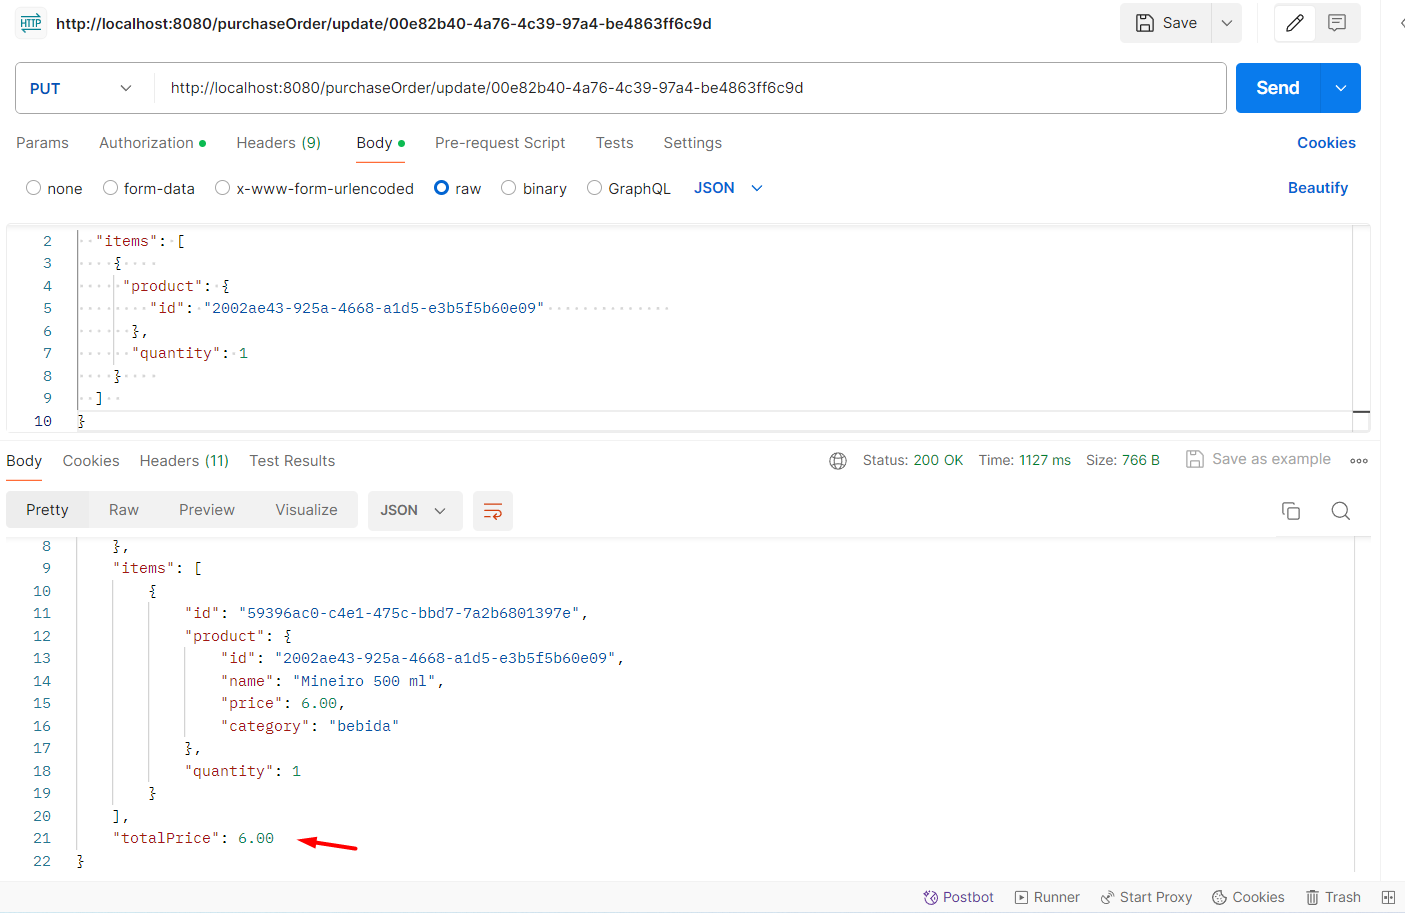 HTTP http://localhost:8080/purchaseOrder/update/00e82b40-4a76-4c39-97a4-be4863ff6c9d Save
PUT http://localhost:8080/purchaseOrder/update/00e82b40-4a76-4c39-97a4-be4863ff6c9d Send
Params Authorization Headers (9) Body Pre-request Script Tests Settings Cookies
none form-data x-www-form-urlencoded raw binary GraphQL JSON Beautify
2 "items": [
3 {
4 "product": {
5 "id": "2002ae43-925a-4668-a1d5-e3b5f5b60e09"
6 },
7 "quantity": 1
8 }
9 ]
10 }
Body Cookies Headers (11) Test Results Status: 200 OK Time: 1127 ms Size: 766 B Save as example
Pretty Raw Preview Visualize JSON
8 },
9 "items": [
10 {
11 "id": "59396ac0-c4e1-475c-bbd7-7a2b6801397e",
12 "product": {
13 "id": "2002ae43-925a-4668-a1d5-e3b5f5b60e09",
14 "name": "Mineiro 500 ml",
15 "price": 6.00,
16 "category": "bebida"
17 },
18 "quantity": 1
19 }
20 ],
21 "totalPrice": 6.00
22 }
Postbot Runner Start Proxy Cookies Trash